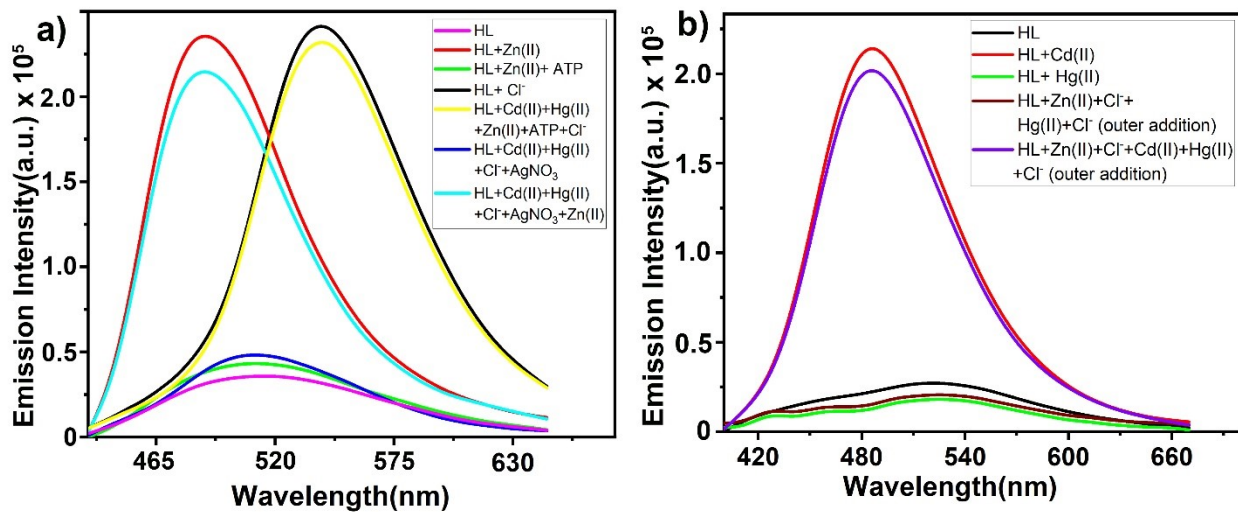 a)
Emission Intensity(a.u.) x 10⁵
2.0
1.5
1.0
0.5
0
465
520
575
630
Wavelength(nm)
HL
HL+Zn(II)
HL+Zn(II)+ ATP
HL+ Cl⁻
HL+Cd(II)+Hg(II)
+Zn(II)+ATP+Cl⁻
HL+Cd(II)+Hg(II)
+Cl⁻+AgNO₃
HL+Cd(II)+Hg(II)
+Cl⁻+AgNO₃+Zn(II)
b)
Emission Intensity(a.u.) x 10⁵
2.0
1.5
1.0
0.5
0
420
480
540
600
660
Wavelength(nm)
HL
HL+Cd(II)
HL+ Hg(II)
HL+Zn(II)+Cl⁻+
Hg(II)+Cl⁻ (outer addition)
HL+Zn(II)+Cl⁻+Cd(II)+Hg(II)
+Cl⁻ (outer addition)